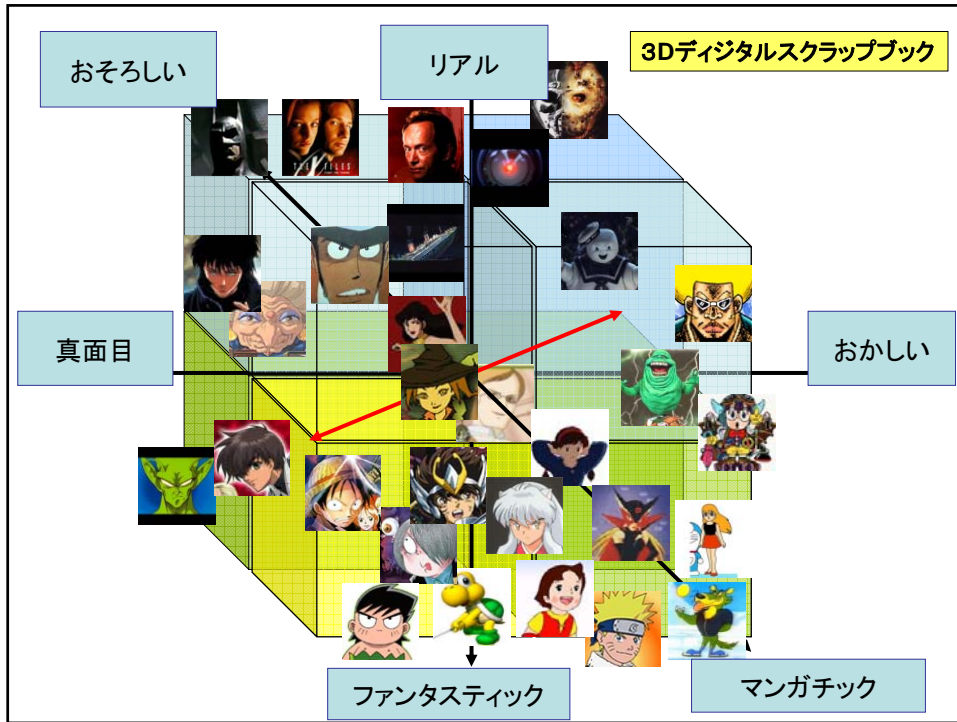 おそろしい
リアル
3Dディジタルスクラップブック
THE X FILES
真面目
おかしい
ファンタスティック
マンガチック